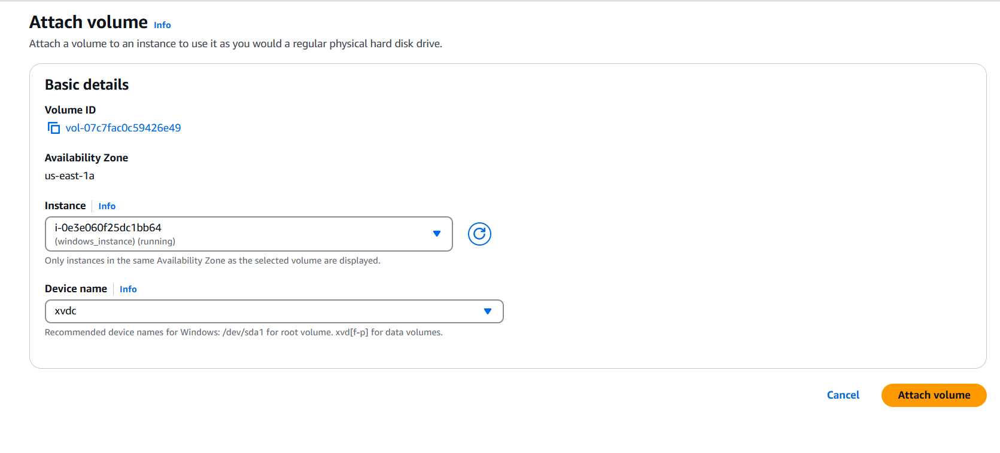 Attach volume Info
Attach a volume to an instance to use it as you would a regular physical hard disk drive.
Basic details
Volume ID
vol-07c7fac0c59426e49
Availability Zone
us-east-1a
Instance Info
i-0e3e060f25dc1bb64
(windows_instance) (running)
Only instances in the same Availability Zone as the selected volume are displayed.
Device name Info
xvdc
Recommended device names for Windows: /dev/sda1 for root volume. xvd[f-p] for data volumes.
Cancel
Attach volume